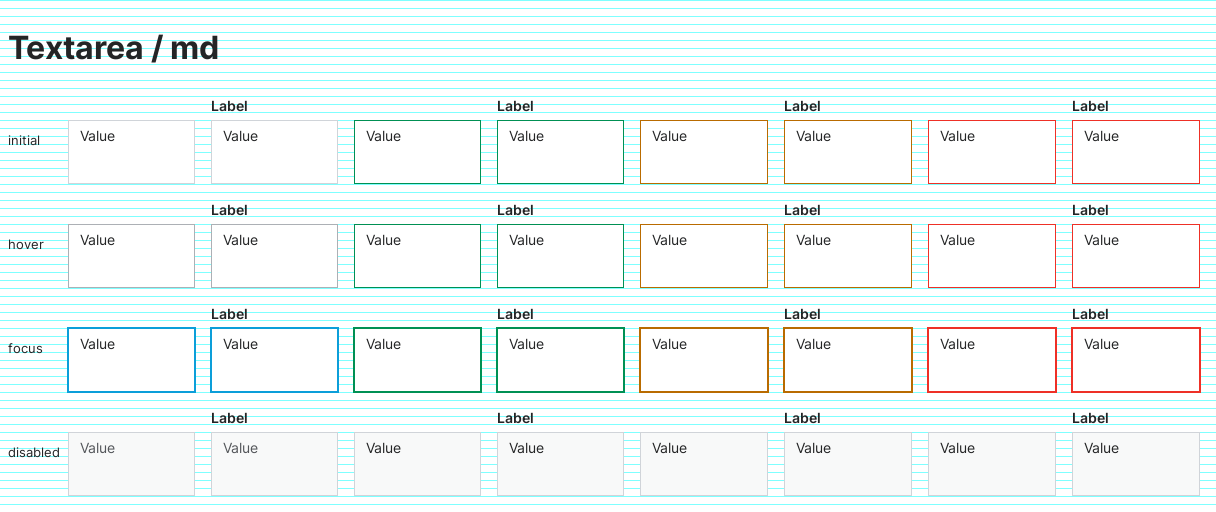 Textarea / md
Label Label Label Label
initial Value Value Value Value Value Value Value Value
Label Label Label Label
hover Value Value Value Value Value Value Value Value
Label Label Label Label
focus Value Value Value Value Value Value Value Value
Label Label Label Label
disabled Value Value Value Value Value Value Value Value